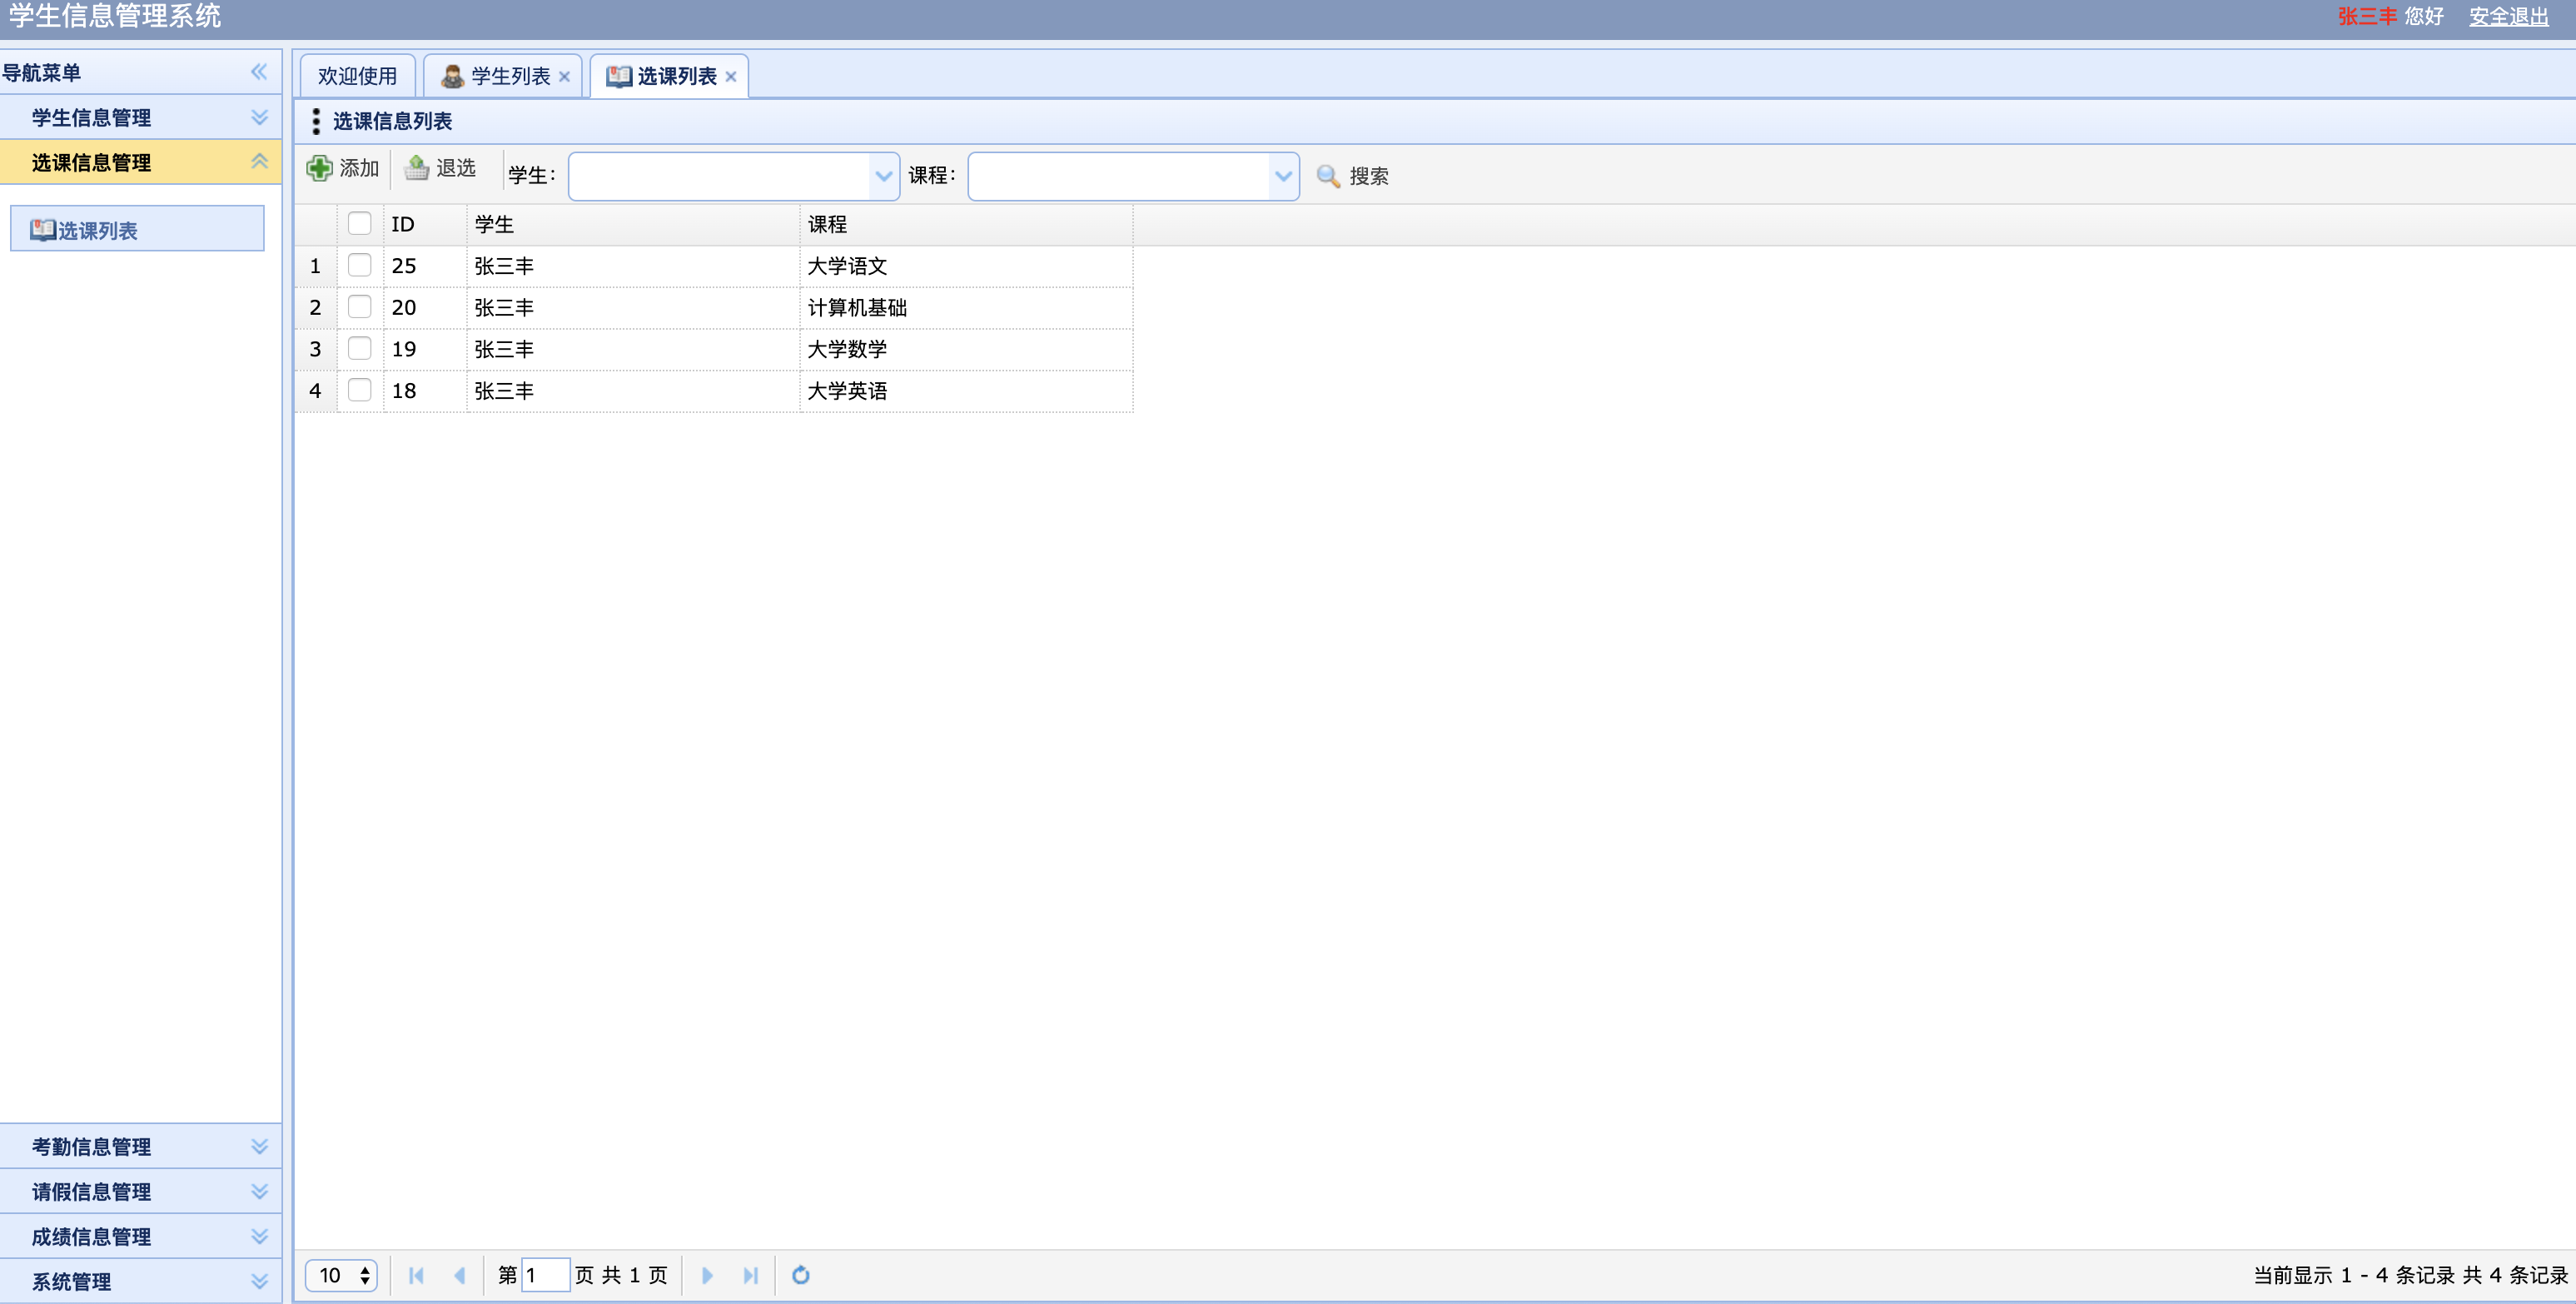 学生信息管理系统
张三丰 您好 安全退出
导航菜单
学生信息管理
选课信息管理
选课列表
考勤信息管理
请假信息管理
成绩信息管理
系统管理
欢迎使用 学生列表 选课列表
选课信息列表
添加 退选 学生： 课程： 搜索
ID 学生 课程
1 25 张三丰 大学语文
2 20 张三丰 计算机基础
3 19 张三丰 大学数学
4 18 张三丰 大学英语
10 第 1 页 共 1 页 当前显示 1 - 4 条记录 共 4 条记录